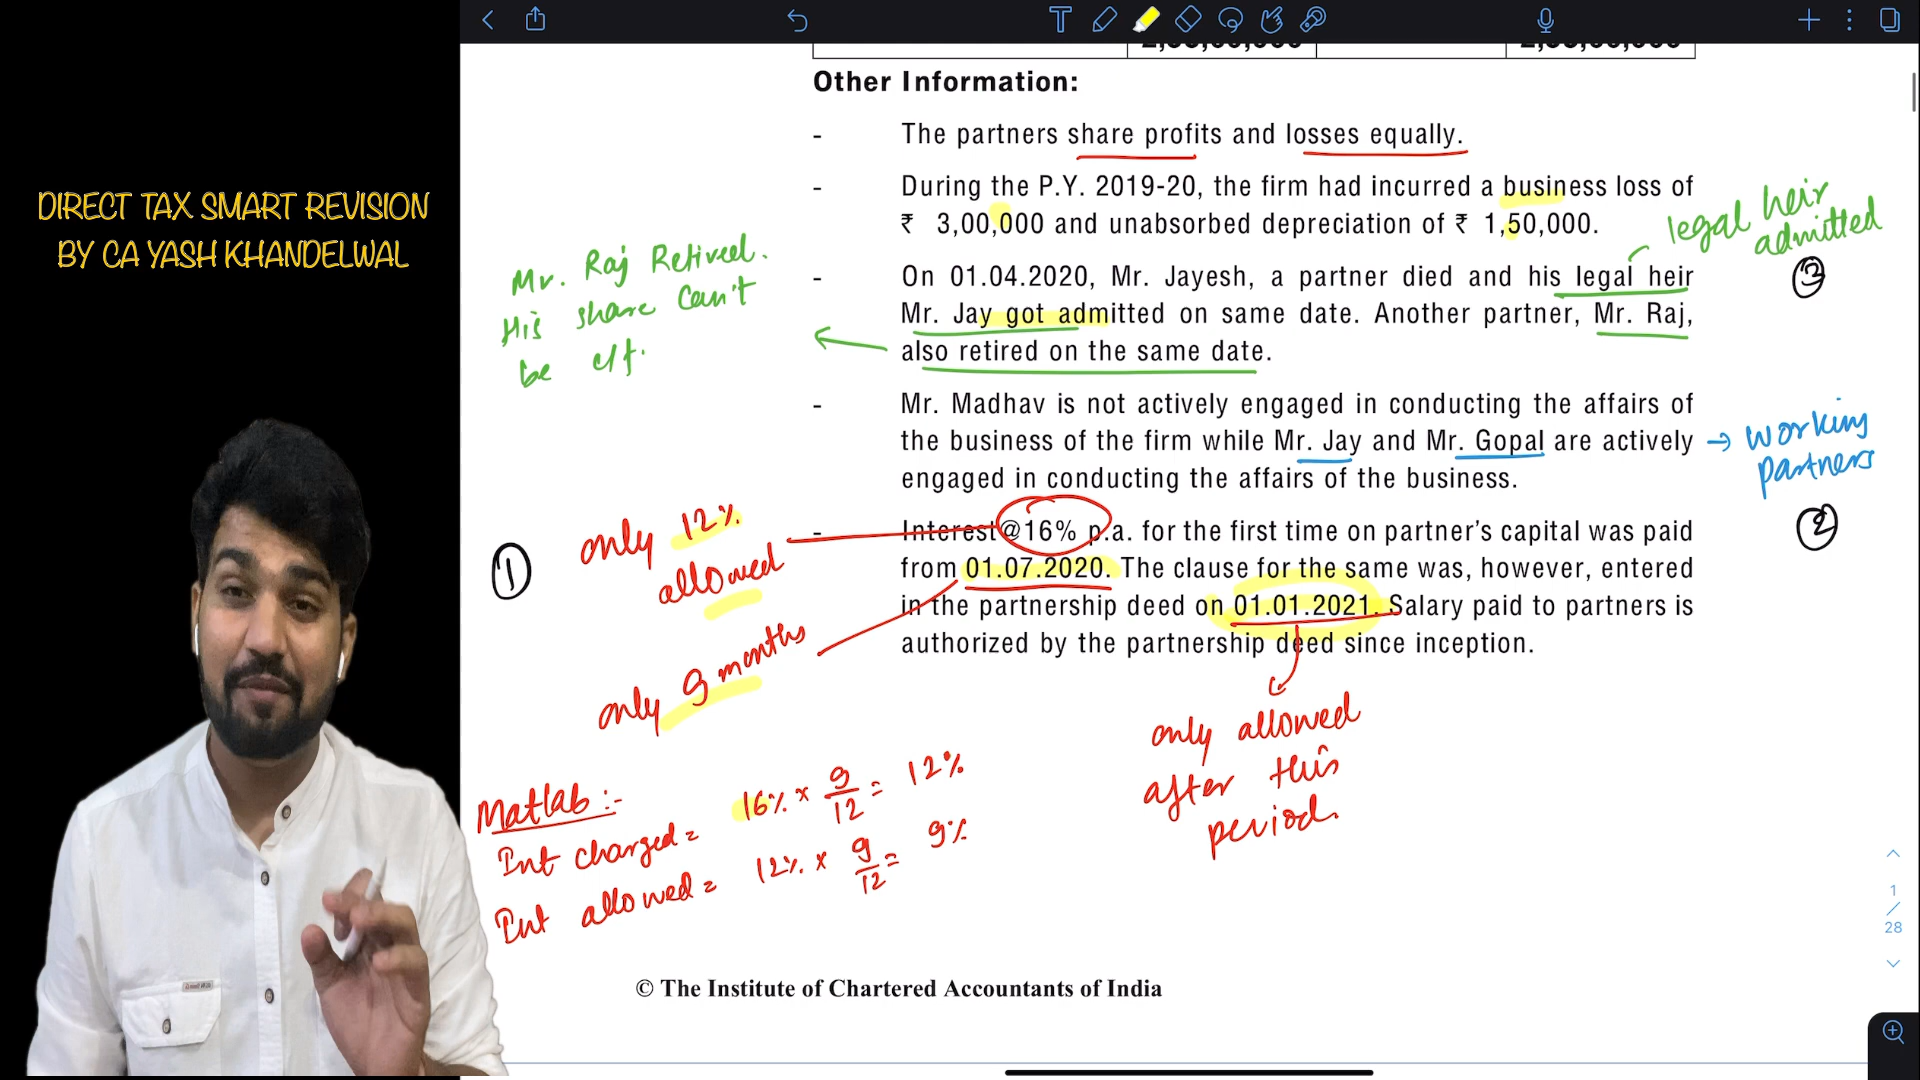 DIRECT TAX SMART REVISION
BY CA YASH KHANDELWAL
Other Information:
- The partners share profits and losses equally.
- During the P.Y. 2019-20, the firm had incurred a business loss of
₹ 3,00,000 and unabsorbed depreciation of ₹ 1,50,000.
legal heir
admitted
③
- On 01.04.2020, Mr. Jayesh, a partner died and his legal heir
Mr. Jay got admitted on same date. Another partner, Mr. Raj,
also retired on the same date.
Mr. Raj Retired.
His share Can't
be c/f.
- Mr. Madhav is not actively engaged in conducting the affairs of
the business of the firm while Mr. Jay and Mr. Gopal are actively
engaged in conducting the affairs of the business.
→ working
partners
②
- Interest @16% p.a. for the first time on partner's capital was paid
from 01.07.2020. The clause for the same was, however, entered
in the partnership deed on 01.01.2021. Salary paid to partners is
authorized by the partnership deed since inception.
①
only 12%
allowed
only 9 months
only allowed
after this
period.
Matlab :-
Int charged = 16% x 9/12 = 12%
Int allowed = 12% x 9/12 = 9%
© The Institute of Chartered Accountants of India
1
/
28